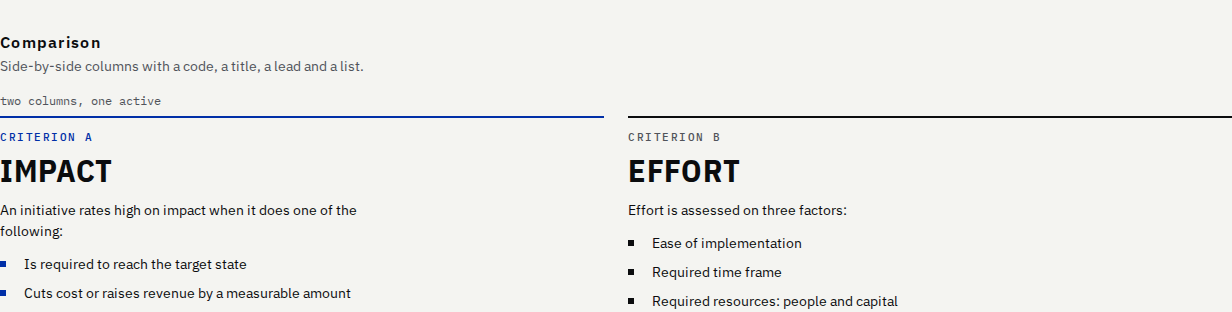 Comparison
Side-by-side columns with a code, a title, a lead and a list.
two columns, one active
CRITERION A
IMPACT
An initiative rates high on impact when it does one of the
following:
Is required to reach the target state
Cuts cost or raises revenue by a measurable amount
CRITERION B
EFFORT
Effort is assessed on three factors:
Ease of implementation
Required time frame
Required resources: people and capital